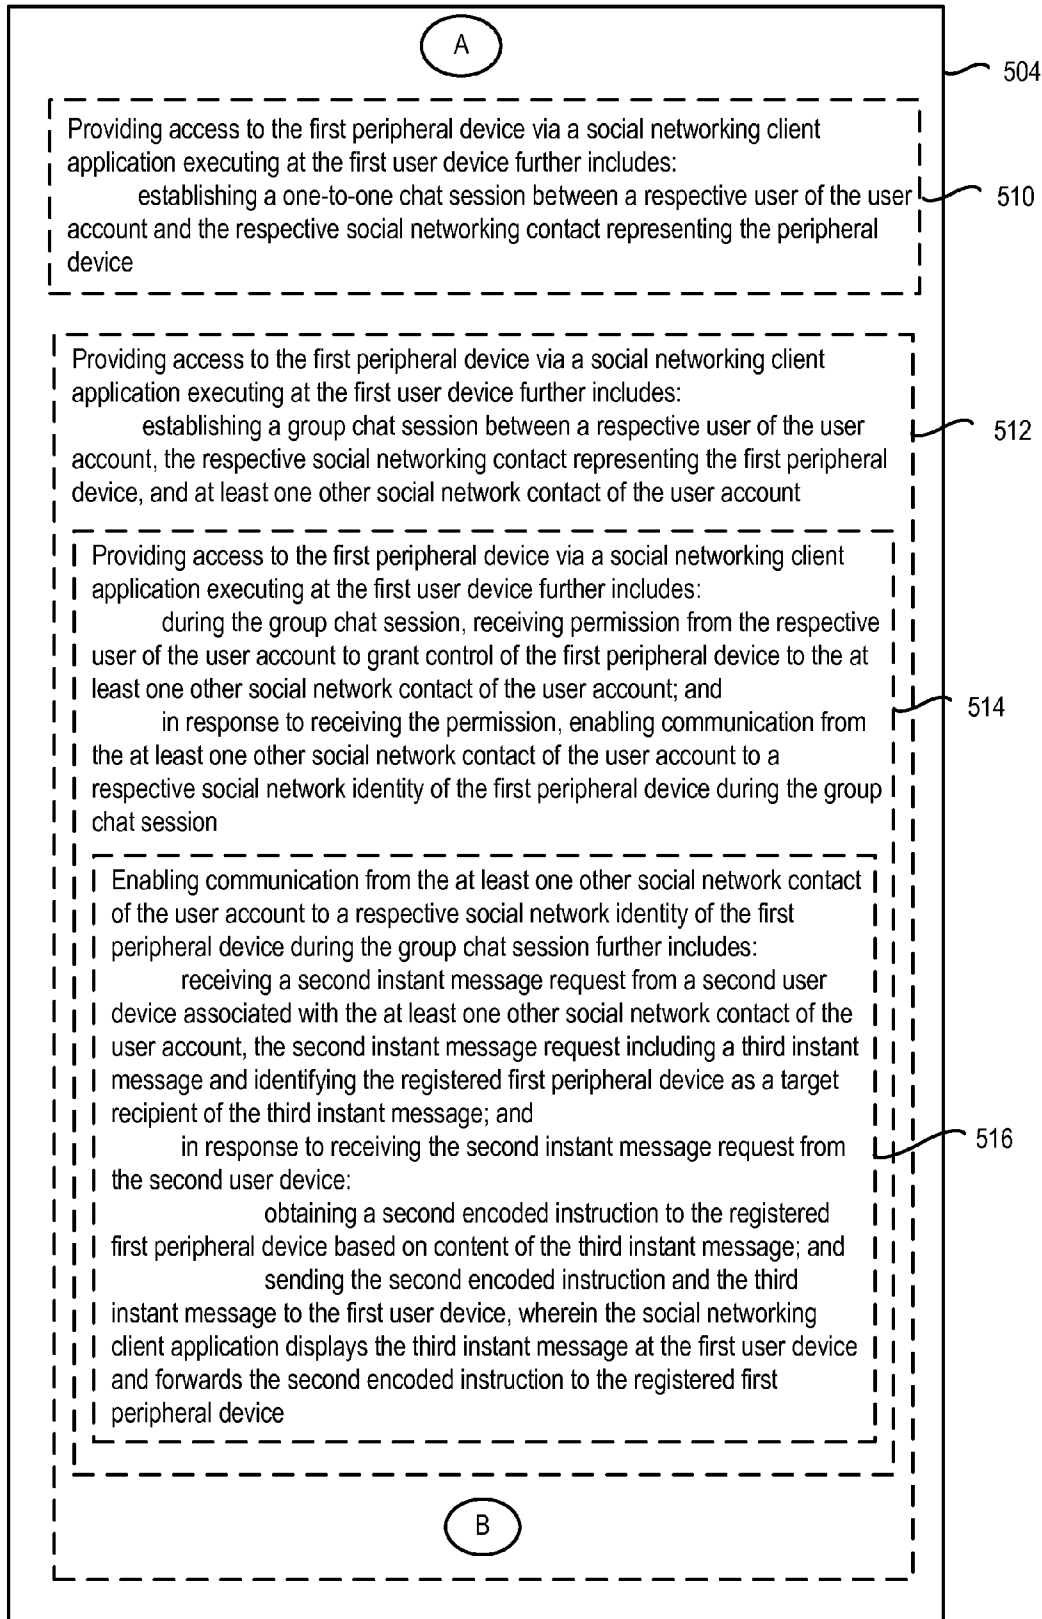 A
504
Providing access to the first peripheral device via a social networking client
application executing at the first user device further includes:
establishing a one-to-one chat session between a respective user of the user
account and the respective social networking contact representing the peripheral
device
510
Providing access to the first peripheral device via a social networking client
application executing at the first user device further includes:
establishing a group chat session between a respective user of the user
account, the respective social networking contact representing the first peripheral
device, and at least one other social network contact of the user account
512
Providing access to the first peripheral device via a social networking client
application executing at the first user device further includes:
during the group chat session, receiving permission from the respective
user of the user account to grant control of the first peripheral device to the at
least one other social network contact of the user account; and
in response to receiving the permission, enabling communication from
the at least one other social network contact of the user account to a
respective social network identity of the first peripheral device during the group
chat session
514
Enabling communication from the at least one other social network contact
of the user account to a respective social network identity of the first
peripheral device during the group chat session further includes:
receiving a second instant message request from a second user
device associated with the at least one other social network contact of the
user account, the second instant message request including a third instant
message and identifying the registered first peripheral device as a target
recipient of the third instant message; and
in response to receiving the second instant message request from
the second user device:
obtaining a second encoded instruction to the registered
first peripheral device based on content of the third instant message; and
sending the second encoded instruction and the third
instant message to the first user device, wherein the social networking
client application displays the third instant message at the first user device
and forwards the second encoded instruction to the registered first
peripheral device
516
B